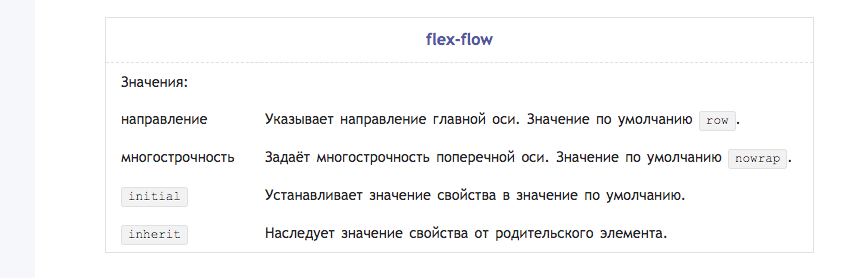 flex-flow
Значения:
направление Указывает направление главной оси. Значение по умолчанию row.
многострочность Задаёт многострочность поперечной оси. Значение по умолчанию nowrap.
initial Устанавливает значение свойства в значение по умолчанию.
inherit Наследует значение свойства от родительского элемента.